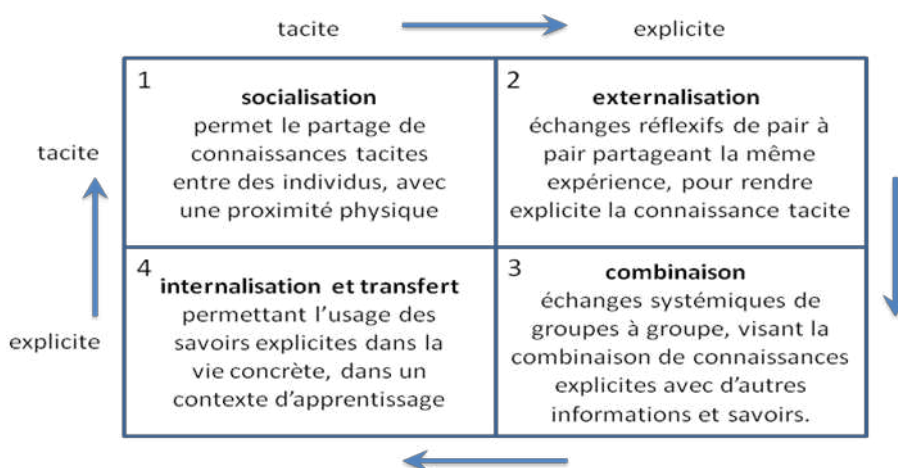 tacite
explicite
1
socialisation
permet le partage de
connaissances tacites
entre des individus, avec
une proximité physique
2
externalisation
échanges réflexifs de pair à
pair partageant la même
expérience, pour rendre
explicite la connaissance tacite
tacite
explicite
4
internalisation et transfert
permettant l'usage des
savoirs explicites dans la
vie concrète, dans un
contexte d'apprentissage
3
combinaison
échanges systémiques de
groupes à groupe, visant la
combinaison de connaissances
explicites avec d'autres
informations et savoirs.